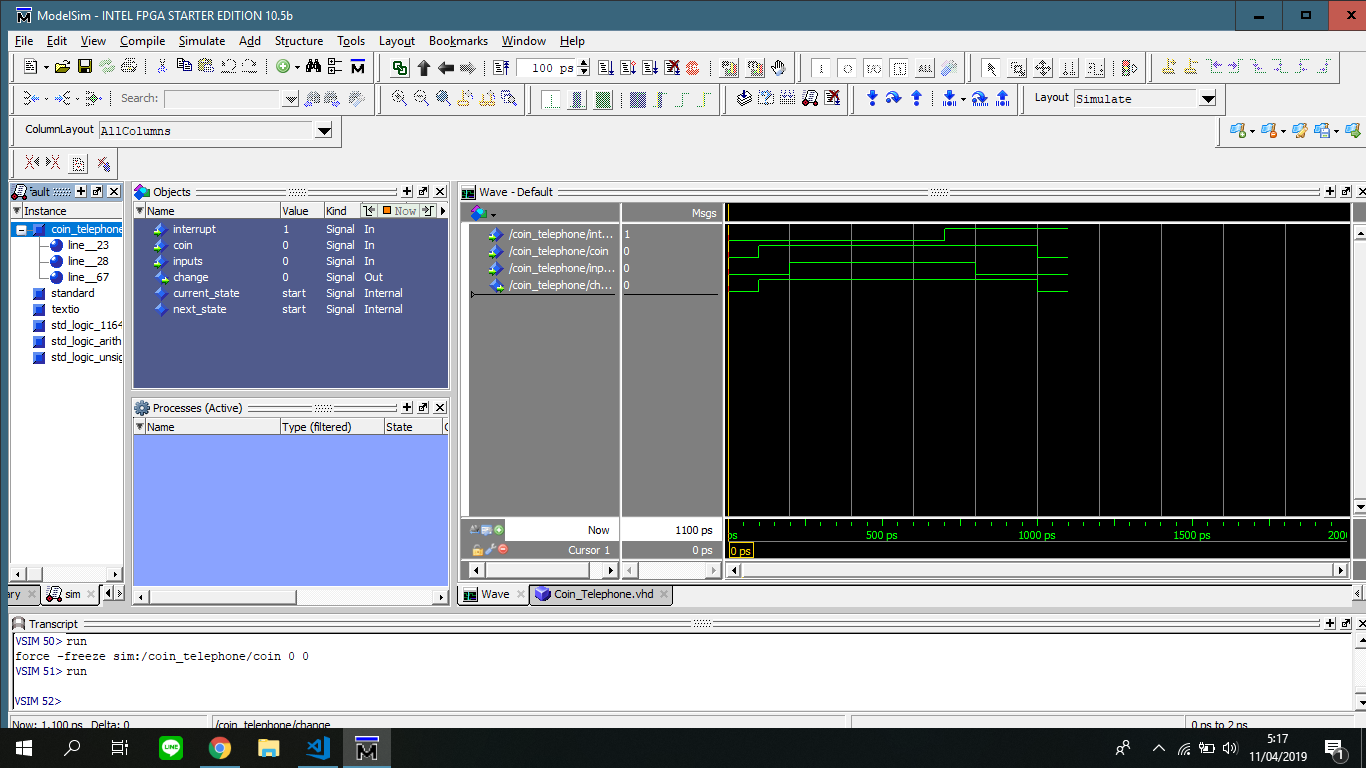 ModelSim - INTEL FPGA STARTER EDITION 10.5b
File Edit View Compile Simulate Add Structure Tools Layout Bookmarks Window Help
100 ps
Search:
Layout Simulate
ColumnLayout AllColumns
fault
Instance
coin_telephone
line__23
line__28
line__67
standard
textio
std_logic_1164
std_logic_arith
std_logic_unsig
ary
sim
Objects
Name Value Kind Now
interrupt 1 Signal In
coin 0 Signal In
inputs 0 Signal In
change 0 Signal Out
current_state start Signal Internal
next_state start Signal Internal
Processes (Active)
Name Type (filtered) State
Wave - Default
Msgs
/coin_telephone/int... 1
/coin_telephone/coin 0
/coin_telephone/inp... 0
/coin_telephone/ch... 0
Now 1100 ps
ps 500 ps 1000 ps 1500 ps 2000
Cursor 1 0 ps
0 ps
Wave
Coin_Telephone.vhd
Transcript
VSIM 50> run
force -freeze sim:/coin_telephone/coin 0 0
VSIM 51> run
VSIM 52>
Now: 1,100 ps Delta: 0 /coin_telephone/change 0 ps to 2 ns
LINE
5:17
11/04/2019
1